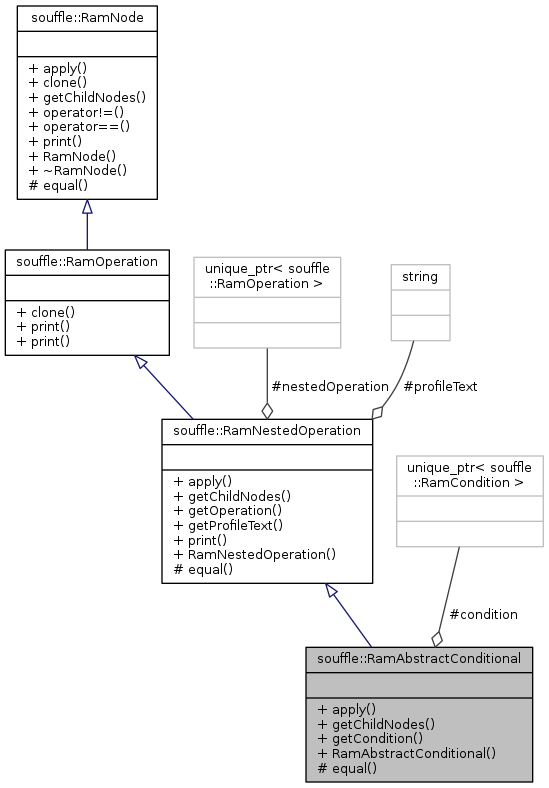 souffle::RamNode
+ apply()
+ clone()
+ getChildNodes()
+ operator!=()
+ operator==()
+ print()
+ RamNode()
+ ~RamNode()
# equal()
souffle::RamOperation
+ clone()
+ print()
+ print()
unique_ptr< souffle
::RamOperation >
string
#nestedOperation
#profileText
souffle::RamNestedOperation
+ apply()
+ getChildNodes()
+ getOperation()
+ getProfileText()
+ print()
+ RamNestedOperation()
# equal()
unique_ptr< souffle
::RamCondition >
#condition
souffle::RamAbstractConditional
+ apply()
+ getChildNodes()
+ getCondition()
+ RamAbstractConditional()
# equal()